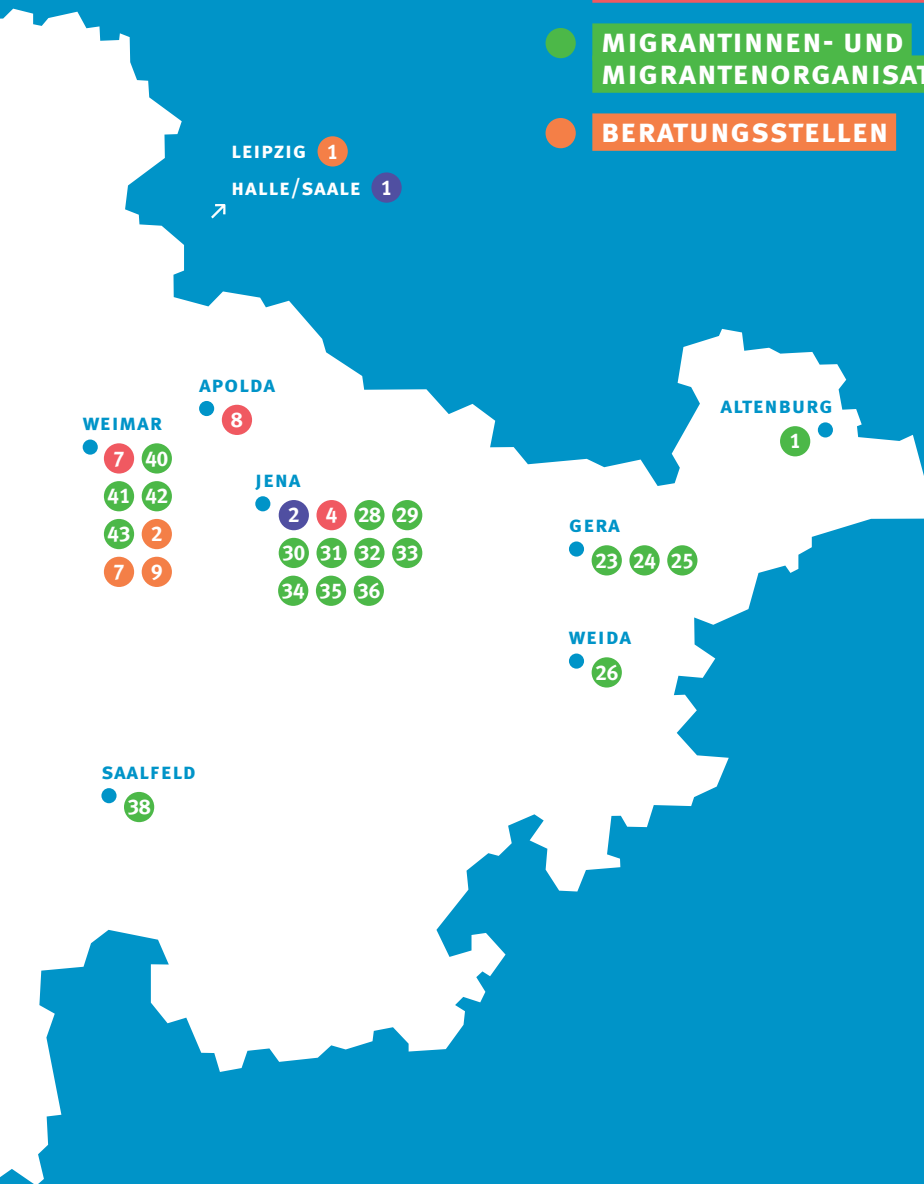 MIGRANTINNEN- UND
MIGRANTENORGANISAT
BERATUNGSSTELLEN
LEIPZIG 1
HALLE/SAALE 1
APOLDA
8
WEIMAR
7 40
41 42
43 2
7 9
JENA
2 4 28 29
30 31 32 33
34 35 36
ALTENBURG
1
GERA
23 24 25
WEIDA
26
SAALFELD
38